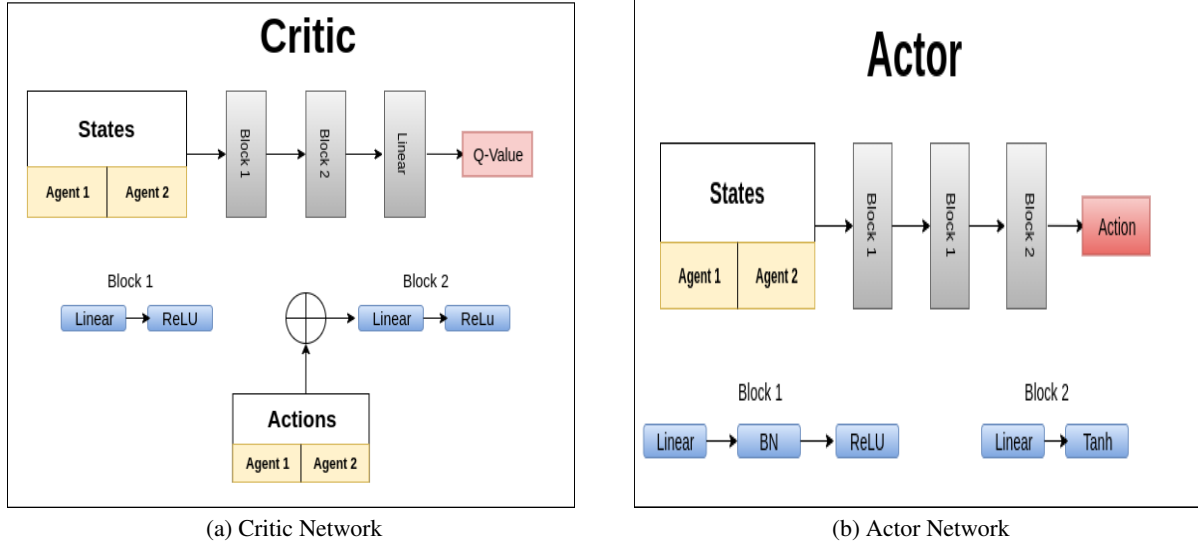 Critic
States
Agent 1 Agent 2
Block 1
Block 2
Linear
Q-Value
Block 1
Linear ReLU
Block 2
Linear ReLu
Actions
Agent 1 Agent 2
(a) Critic Network
Actor
States
Agent 1 Agent 2
Block 1
Block 1
Block 2
Action
Block 1
Linear BN ReLU
Block 2
Linear Tanh
(b) Actor Network